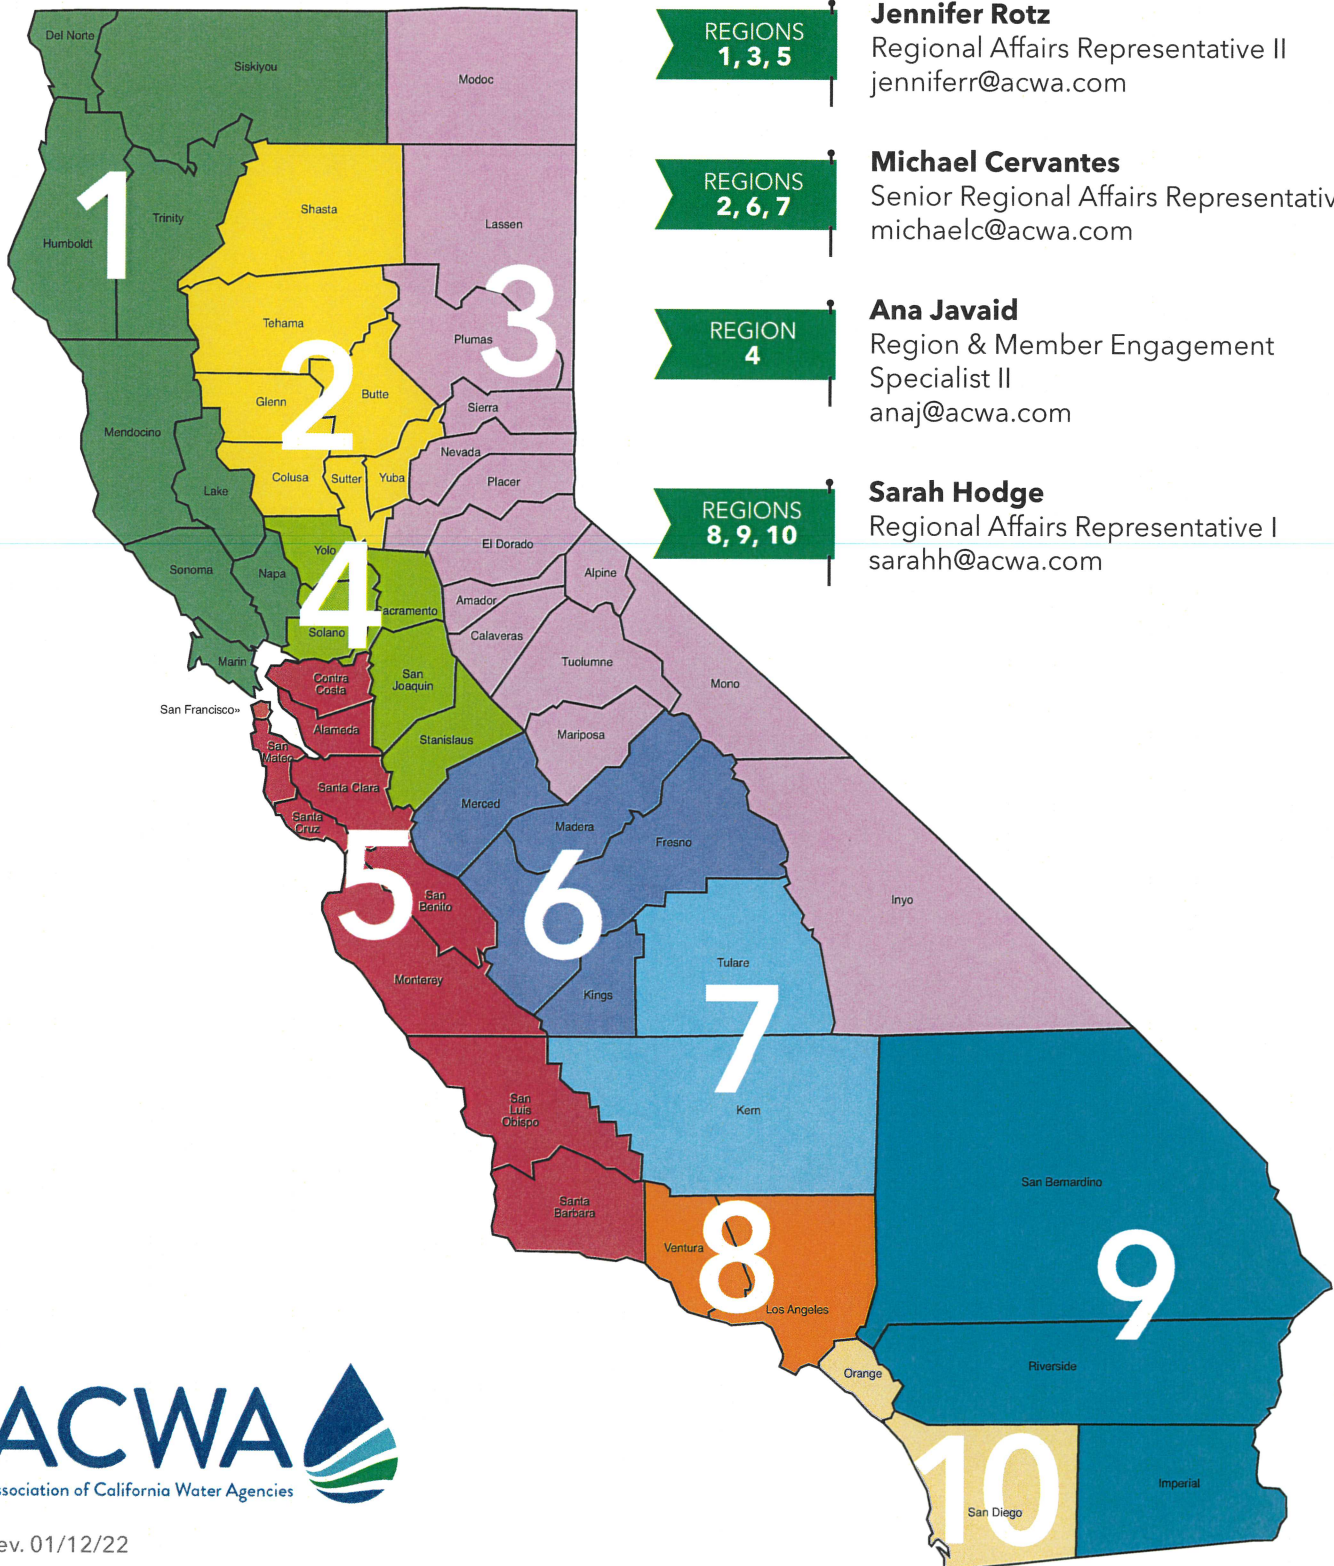 REGIONS
1, 3, 5
Jennifer Rotz
Regional Affairs Representative II
jenniferr@acwa.com
REGIONS
2, 6, 7
Michael Cervantes
Senior Regional Affairs Representativ
michaelc@acwa.com
REGION
4
Ana Javaid
Region & Member Engagement
Specialist II
anaj@acwa.com
REGIONS
8, 9, 10
Sarah Hodge
Regional Affairs Representative I
sarahh@acwa.com
Del Norte
Siskiyou
Modoc
1
Humboldt
Trinity
Shasta
Lassen
3
Tehama
2
Plumas
Glenn
Butte
Sierra
Mendocino
Nevada
Colusa
Sutter
Yuba
Placer
Lake
Yolo
4
El Dorado
Sonoma
Napa
Alpine
Amador
Sacramento
Solano
Calaveras
Marin
Tuolumne
Contra
Costa
San
Joaquin
Mono
San Francisco»
Alameda
Stanislaus
Mariposa
San
Mateo
Santa Clara
Merced
Santa
Cruz
Madera
5
Fresno
6
San
Benito
Inyo
Tulare
Monterey
Kings
7
San
Luis
Obispo
Kern
San Bernardino
Santa
Barbara
8
Ventura
9
Los Angeles
Orange
Riverside
10
San Diego
Imperial
ACWA
ssociation of California Water Agencies
ev. 01/12/22